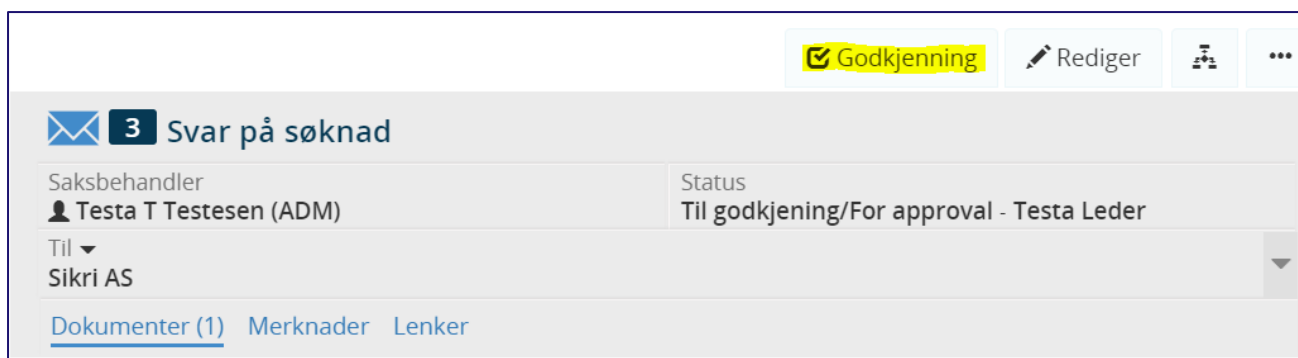 Godkjenning Rediger
3 Svar på søknad
Saksbehandler Status
Testa T Testesen (ADM) Til godkjening/For approval - Testa Leder
Til
Sikri AS
Dokumenter (1) Merknader Lenker